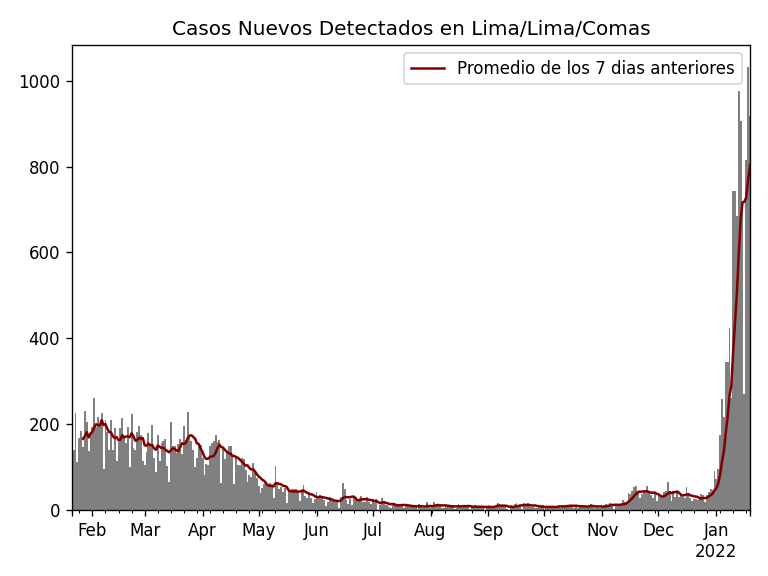 Casos Nuevos Detectados en Lima/Lima/Comas
Promedio de los 7 dias anteriores
1000
800
600
400
200
0
Feb Mar Apr May Jun Jul Aug Sep Oct Nov Dec Jan
2022